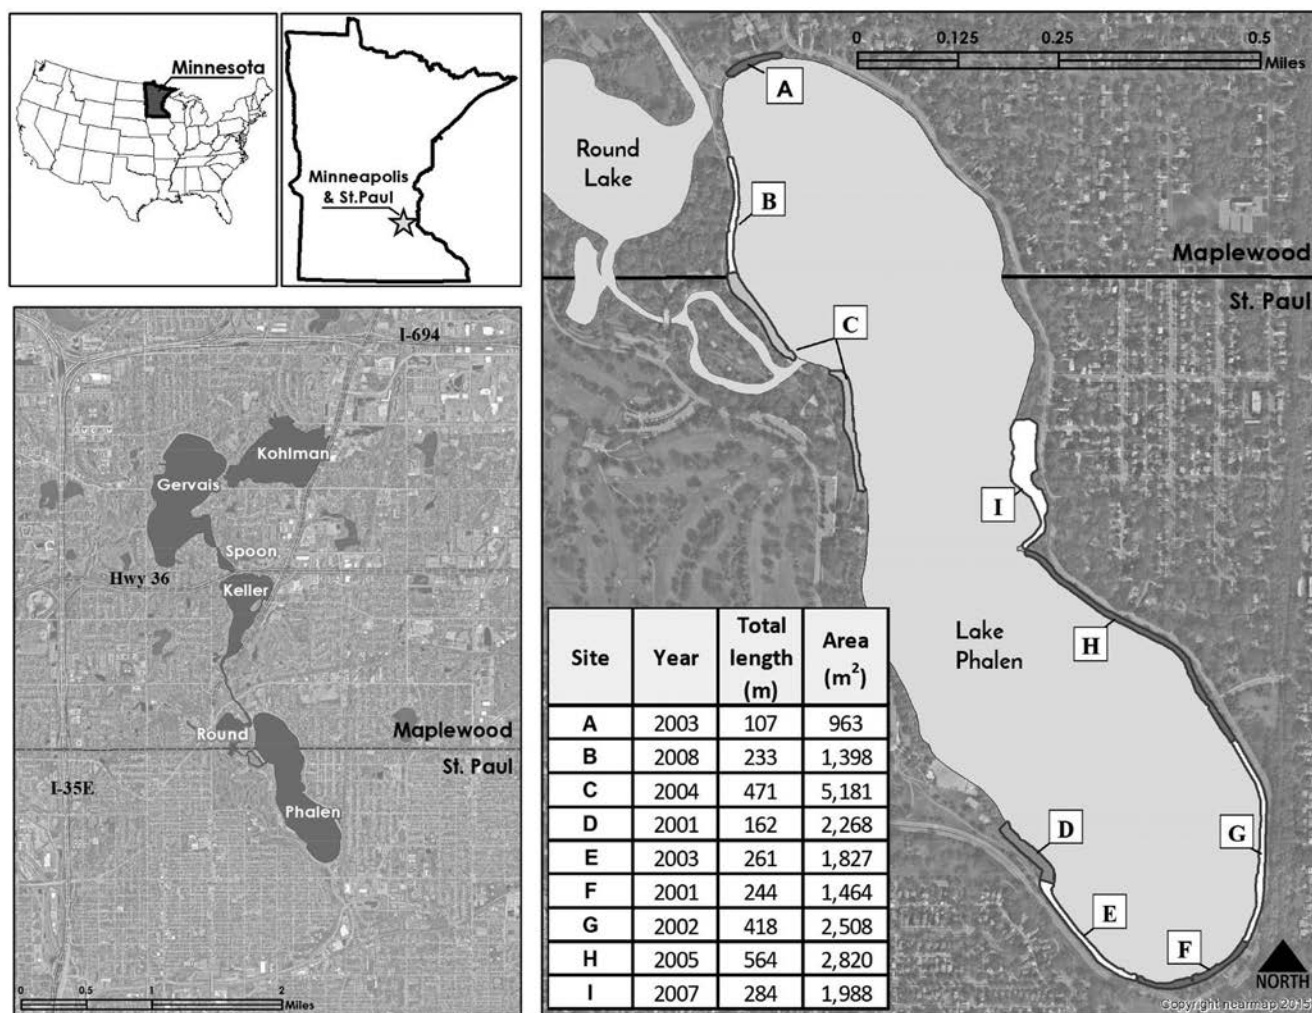 Minnesota
Minneapolis
& St.Paul
I-694
Kohlman
Gervais
Spoon
Hwy 36
Keller
Round
Maplewood
St. Paul
I-35E
Phalen
0 0.5 1 2
Miles
0 0.125 0.25 0.5
Miles
A
Round
Lake
B
Maplewood
St. Paul
C
I
H
Lake
Phalen
D
G
E
F
NORTH
Copyright nearmap 2015
Site Year Total length (m) Area (m²)
A 2003 107 963
B 2008 233 1,398
C 2004 471 5,181
D 2001 162 2,268
E 2003 261 1,827
F 2001 244 1,464
G 2002 418 2,508
H 2005 564 2,820
I 2007 284 1,988